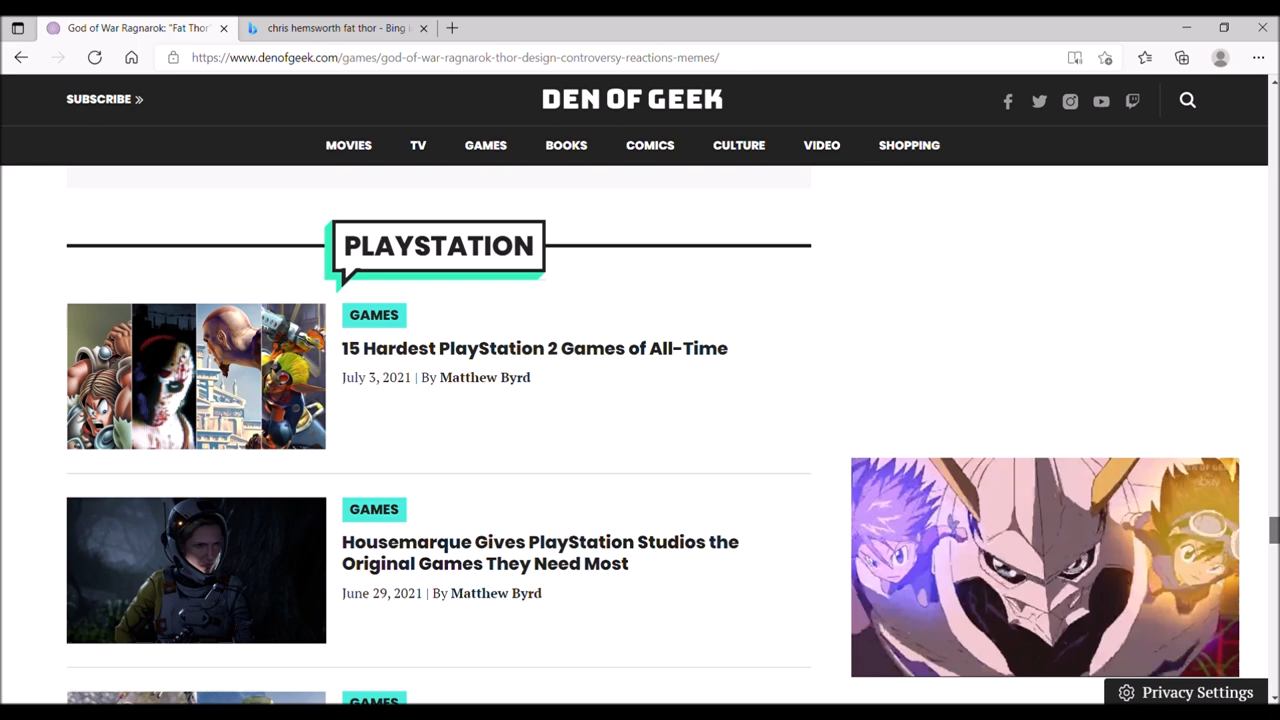 God of War Ragnarok: "Fat Thor"
chris hemsworth fat thor - Bing
https://www.denofgeek.com/games/god-of-war-ragnarok-thor-design-controversy-reactions-memes/
SUBSCRIBE »
DEN OF GEEK
MOVIES TV GAMES BOOKS COMICS CULTURE VIDEO SHOPPING
PLAYSTATION
GAMES
15 Hardest PlayStation 2 Games of All-Time
July 3, 2021 | By Matthew Byrd
GAMES
Housemarque Gives PlayStation Studios the
Original Games They Need Most
June 29, 2021 | By Matthew Byrd
GAMES
Privacy Settings